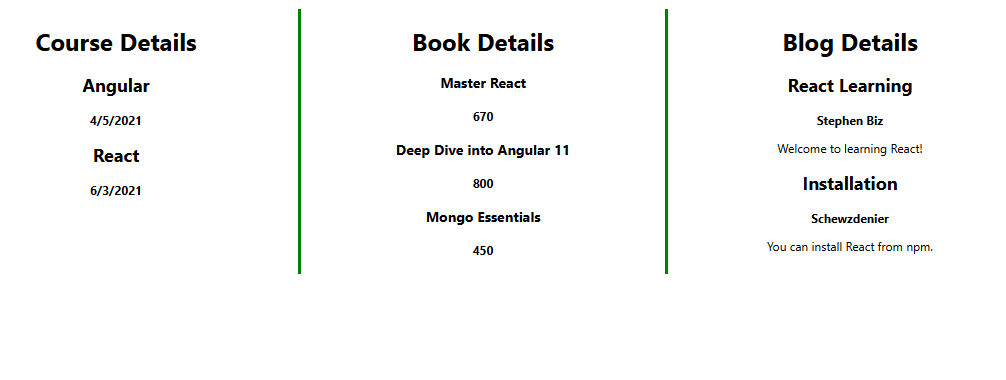 Course Details
Angular
4/5/2021
React
6/3/2021
Book Details
Master React
670
Deep Dive into Angular 11
800
Mongo Essentials
450
Blog Details
React Learning
Stephen Biz
Welcome to learning React!
Installation
Schewzdenier
You can install React from npm.